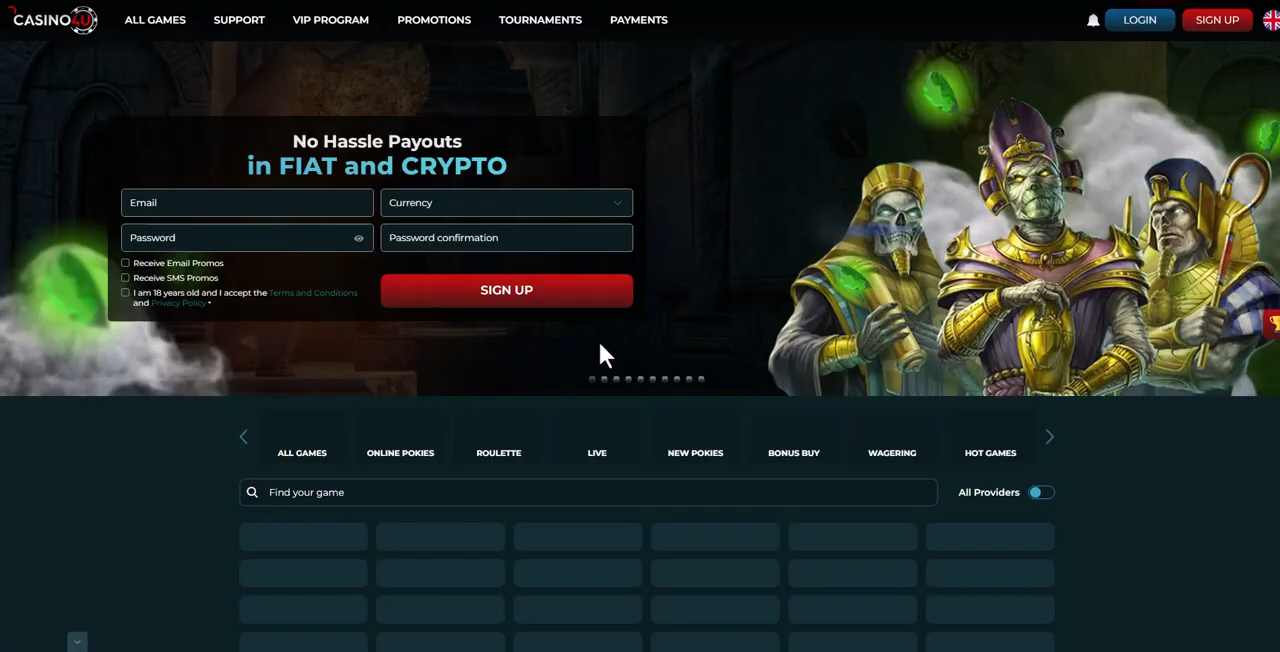 CASINO4U
ALL GAMES
SUPPORT
VIP PROGRAM
PROMOTIONS
TOURNAMENTS
PAYMENTS
LOGIN
SIGN UP
No Hassle Payouts
in FIAT and CRYPTO
Email
Currency
Password
Password confirmation
Receive Email Promos
Receive SMS Promos
I am 18 years old and I accept the Terms and Conditions
and Privacy Policy *
SIGN UP
ALL GAMES
ONLINE POKIES
ROULETTE
LIVE
NEW POKIES
BONUS BUY
WAGERING
HOT GAMES
Find your game
All Providers